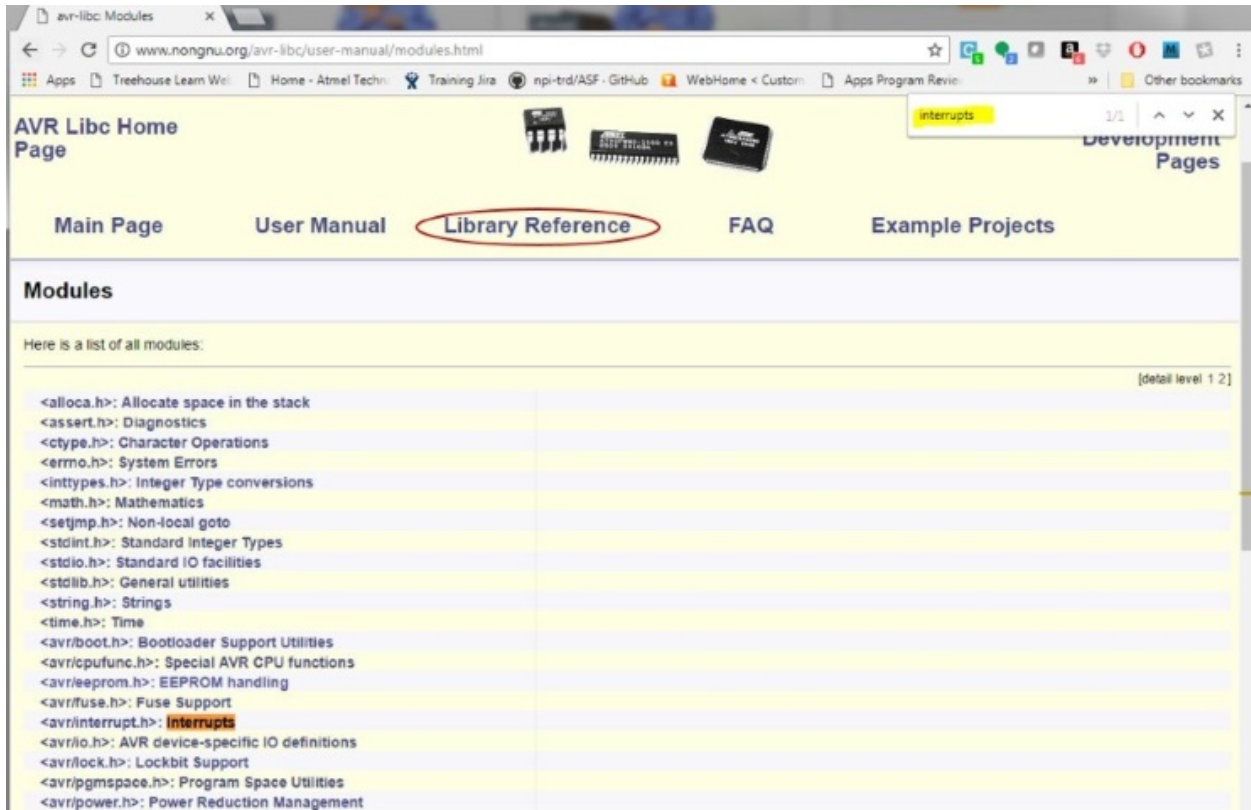 avr-libc: Modules
www.nongnu.org/avr-libc/user-manual/modules.html
Apps Treehouse Learn We Home - Atmel Techn Training Jira npi-trd/ASF · GitHub WebHome < Custom Apps Program Revie » Other bookmarks
interrupts 1/1
AVR Libc Home
Page
Development
Pages
Main Page User Manual Library Reference FAQ Example Projects
Modules
Here is a list of all modules:
[detail level 1 2]
<alloca.h>: Allocate space in the stack
<assert.h>: Diagnostics
<ctype.h>: Character Operations
<errno.h>: System Errors
<inttypes.h>: Integer Type conversions
<math.h>: Mathematics
<setjmp.h>: Non-local goto
<stdint.h>: Standard Integer Types
<stdio.h>: Standard IO facilities
<stdlib.h>: General utilities
<string.h>: Strings
<time.h>: Time
<avr/boot.h>: Bootloader Support Utilities
<avr/cpufunc.h>: Special AVR CPU functions
<avr/eeprom.h>: EEPROM handling
<avr/fuse.h>: Fuse Support
<avr/interrupt.h>: Interrupts
<avr/io.h>: AVR device-specific IO definitions
<avr/lock.h>: Lockbit Support
<avr/pgmspace.h>: Program Space Utilities
<avr/power.h>: Power Reduction Management